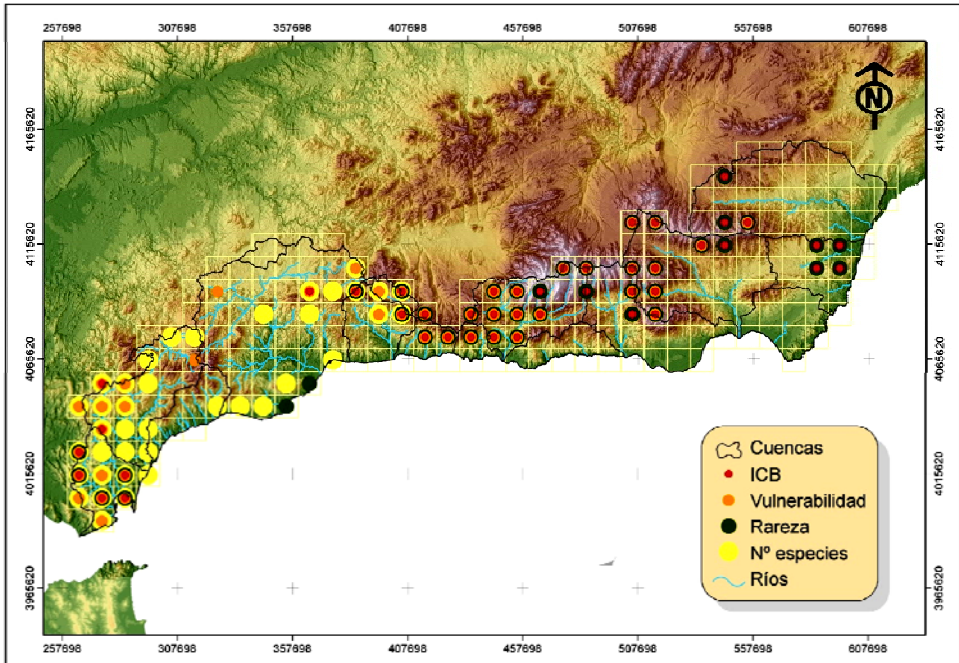 257698 307698 357698 407698 457698 507698 557698 607698
N
4165620 4165620
4115620 4115620
4065620 4065620
4015620 4015620
3965620 3965620
Cuencas
ICB
Vulnerabilidad
Rareza
Nº especies
Ríos
257698 307698 357698 407698 457698 507698 557698 607698